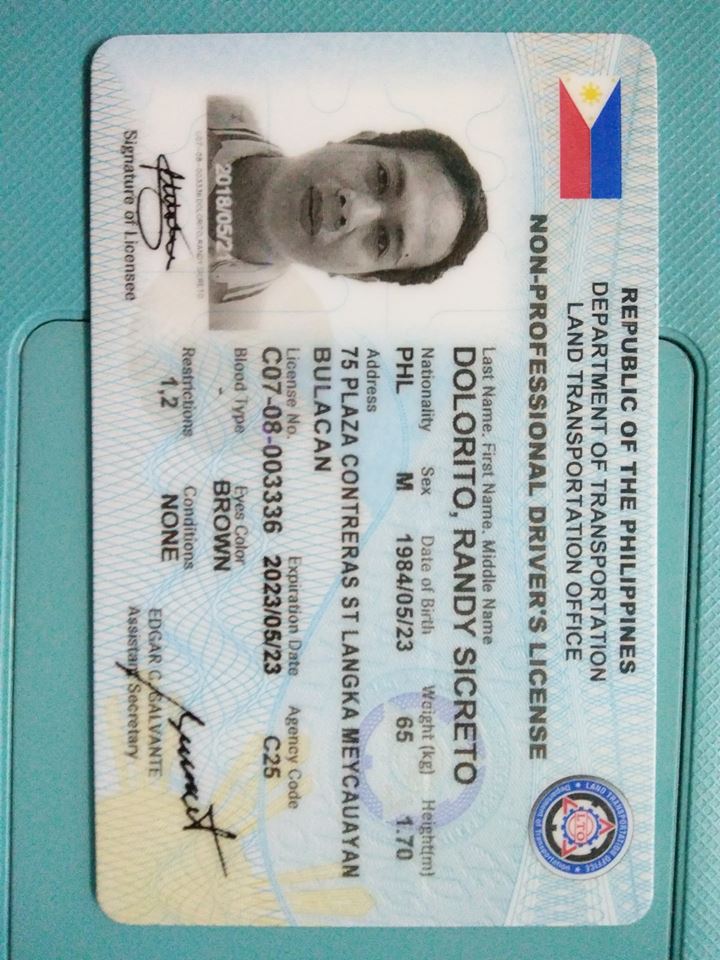 REPUBLIC OF THE PHILIPPINES
DEPARTMENT OF TRANSPORTATION
LAND TRANSPORTATION OFFICE
LAND TRANSPORTATION OFFICE
LTO
Department of Transportation
NON-PROFESSIONAL DRIVER'S LICENSE
Last Name, First Name, Middle Name
DOLORITO, RANDY SICRETO
Nationality Sex Date of Birth Weight (kg) Height(m)
PHL M 1984/05/23 65 1.70
Address
75 PLAZA CONTRERAS ST LANGKA MEYCAUAYAN
BULACAN
License No. Expiration Date Agency Code
C07-08-003336 2023/05/23 C25
Blood Type Eyes Color
- BROWN
2018/05/21
C07-08-003336DOLORITO,RANDY SICRETO
Restrictions Conditions
1,2 NONE
EDGAR C. GALVANTE
Assistant Secretary
Signature of Licensee